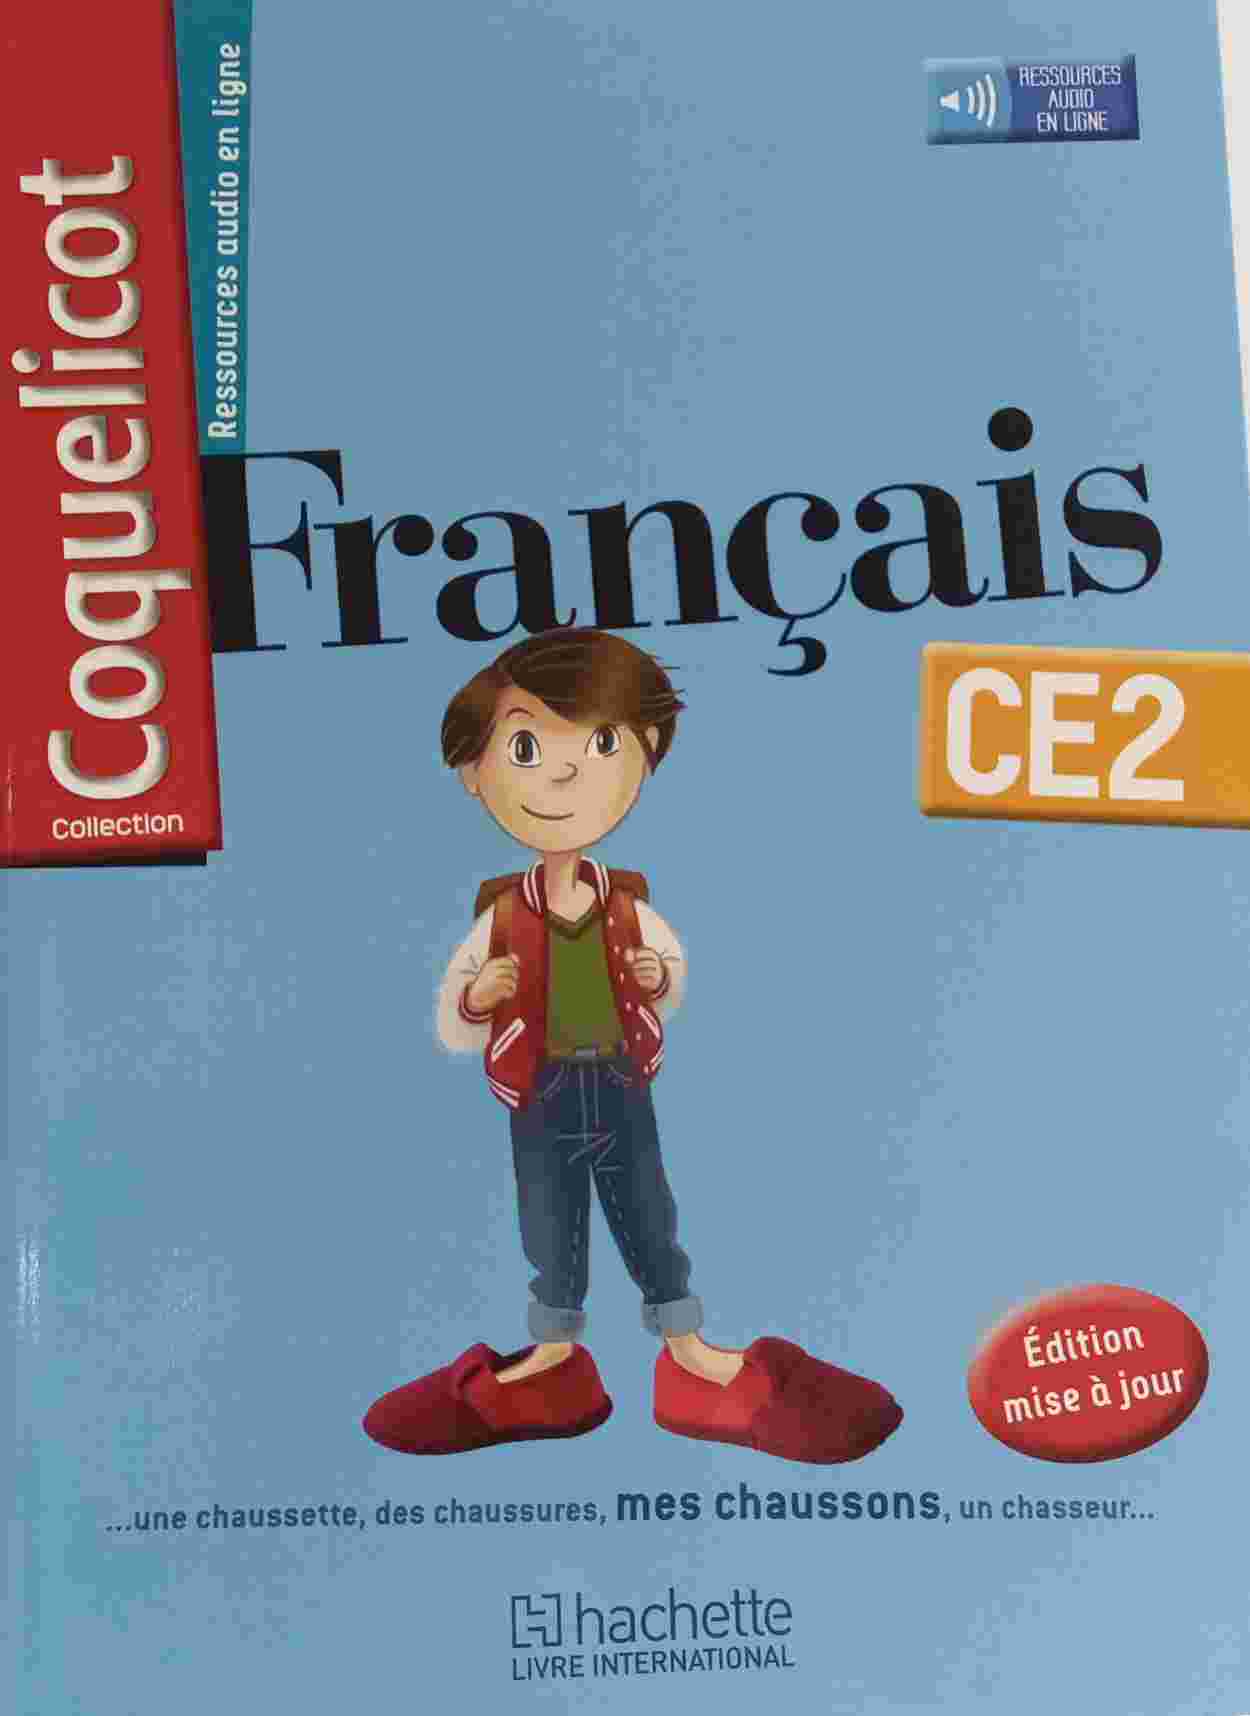 Ressources audio en ligne
RESSOURCES
AUDIO
EN LIGNE
Coquelicot
Collection
Français
CE2
Édition
mise à jour
...une chaussette, des chaussures, mes chaussons, un chasseur...
hachette
LIVRE INTERNATIONAL